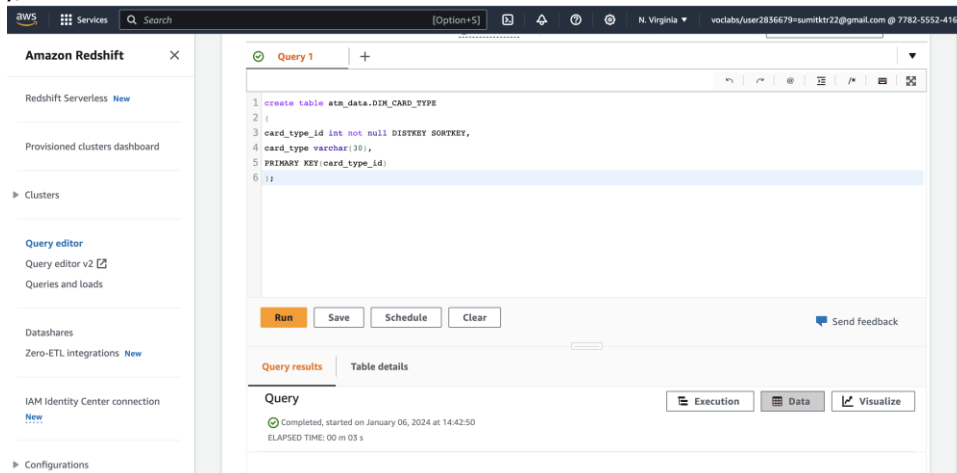 aws Services Search [Option+S] N. Virginia ▼ voclabs/user2836679=sumitktr22@gmail.com @ 7782-5552-416
Amazon Redshift
Redshift Serverless New
Provisioned clusters dashboard
Clusters
Query editor
Query editor v2
Queries and loads
Datashares
Zero-ETL integrations New
IAM Identity Center connection
New
Configurations
Query 1 +
1 create table atm_data.DIM_CARD_TYPE
2 (
3 card_type_id int not null DISTKEY SORTKEY,
4 card_type varchar(30),
5 PRIMARY KEY(card_type_id)
6 );
Run Save Schedule Clear
Send feedback
Query results Table details
Query
Execution Data Visualize
Completed, started on January 06, 2024 at 14:42:50
ELAPSED TIME: 00 m 03 s